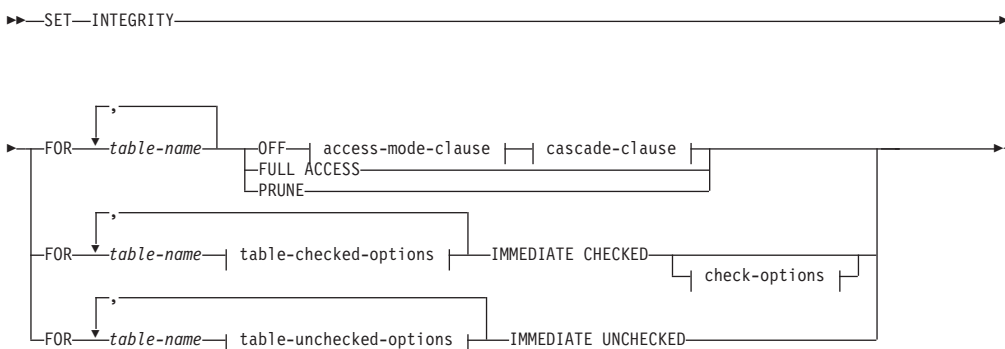 SET INTEGRITY
,
FOR table-name OFF access-mode-clause cascade-clause
FULL ACCESS
PRUNE
,
FOR table-name table-checked-options IMMEDIATE CHECKED
check-options
,
FOR table-name table-unchecked-options IMMEDIATE UNCHECKED